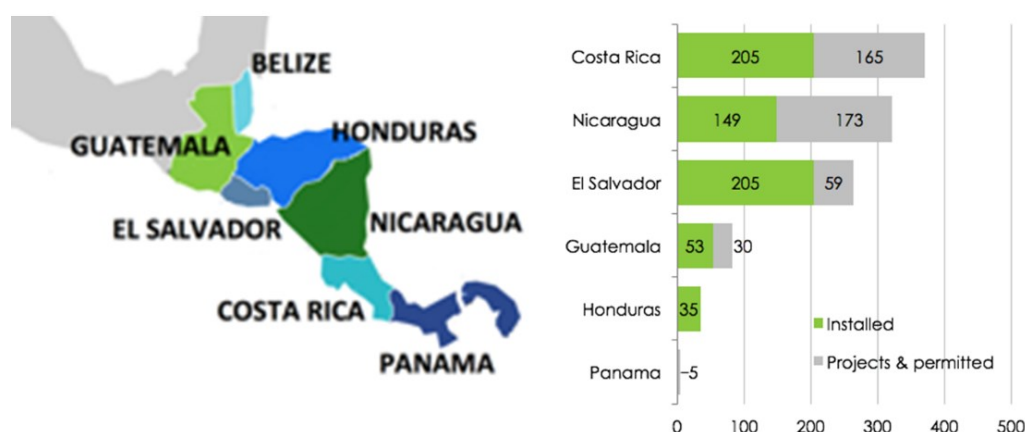 BELIZE
GUATEMALA
HONDURAS
EL SALVADOR
NICARAGUA
COSTA RICA
PANAMA
Costa Rica 205 165
Nicaragua 149 173
El Salvador 205 59
Guatemala 53 30
Honduras 35
Panama ~5
Installed
Projects & permitted
0 100 200 300 400 500